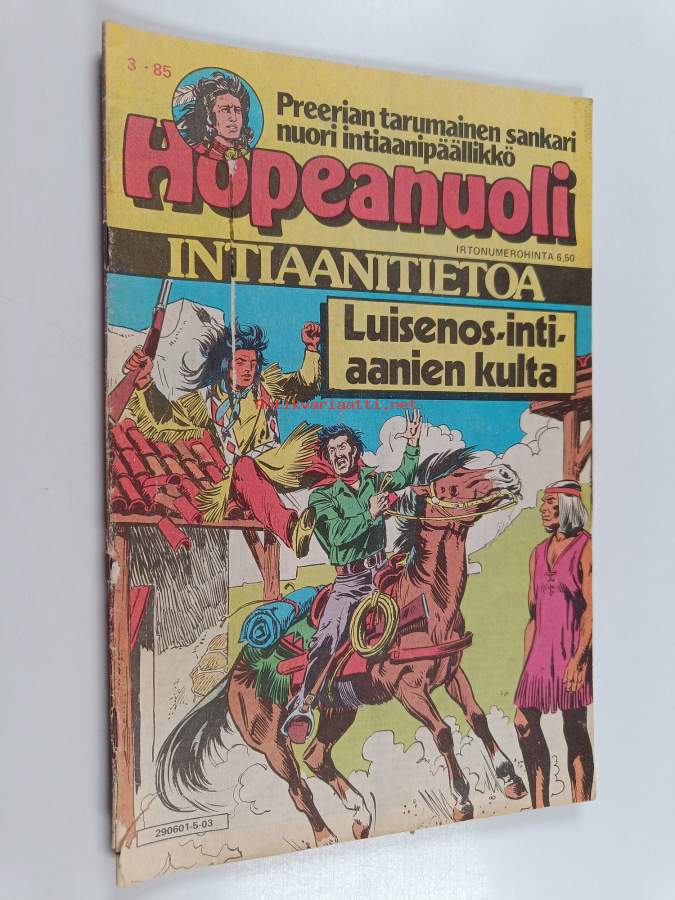 3 • 85
Preerian tarumainen sankari
nuori intiaanipäällikkö
Hopeanuoli
IRTONUMEROHINTA 6,50
INTIAANITIETOA
Luisenos-inti-
aanien kulta
Antikvariaatti.net
290601-5-03